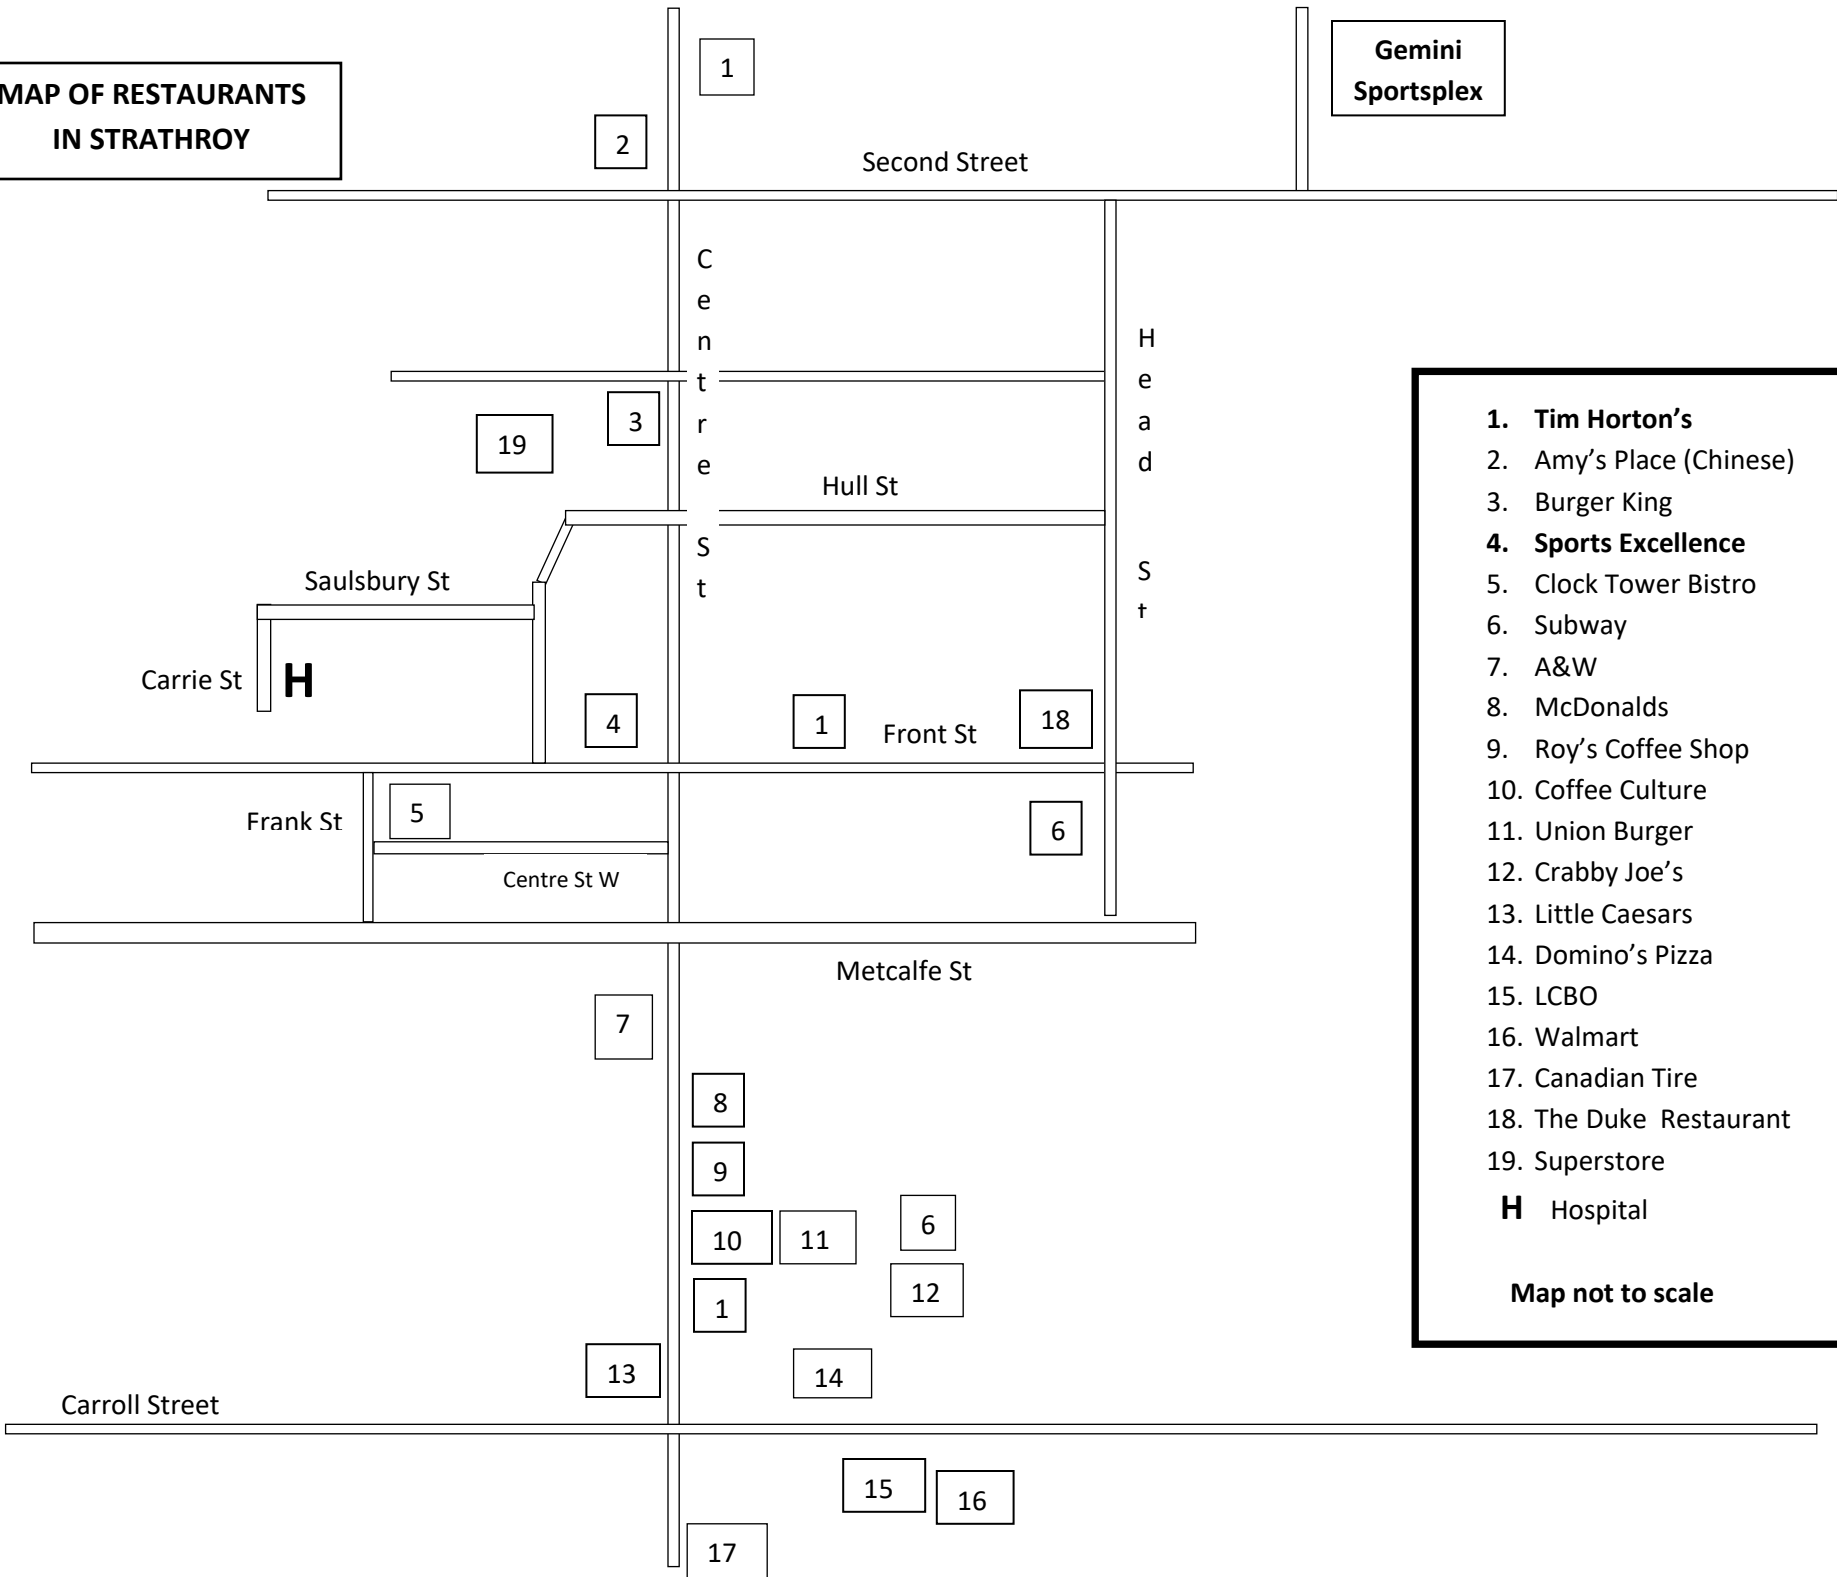 MAP OF RESTAURANTS
IN STRATHROY
1
Gemini
Sportsplex
2
Second Street
Centre St
Head St
3
19
Hull St
Saulsbury St
Carrie St
H
4
1
Front St
18
Frank St
5
6
Centre St W
Metcalfe St
7
8
9
10
11
6
12
1
13
14
Carroll Street
15
16
17
1. Tim Horton’s
2. Amy’s Place (Chinese)
3. Burger King
4. Sports Excellence
5. Clock Tower Bistro
6. Subway
7. A&W
8. McDonalds
9. Roy’s Coffee Shop
10. Coffee Culture
11. Union Burger
12. Crabby Joe’s
13. Little Caesars
14. Domino’s Pizza
15. LCBO
16. Walmart
17. Canadian Tire
18. The Duke Restaurant
19. Superstore
H Hospital
Map not to scale